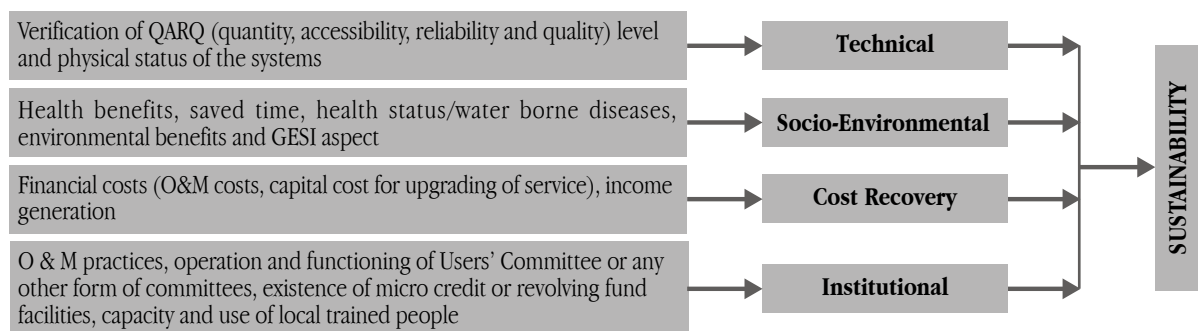 Verification of QARQ (quantity, accessibility, reliability and quality) level
and physical status of the systems
Technical
Health benefits, saved time, health status/water borne diseases,
environmental benefits and GESI aspect
Socio-Environmental
Financial costs (O&M costs, capital cost for upgrading of service), income
generation
Cost Recovery
O & M practices, operation and functioning of Users’ Committee or any
other form of committees, existence of micro credit or revolving fund
facilities, capacity and use of local trained people
Institutional
SUSTAINABILITY